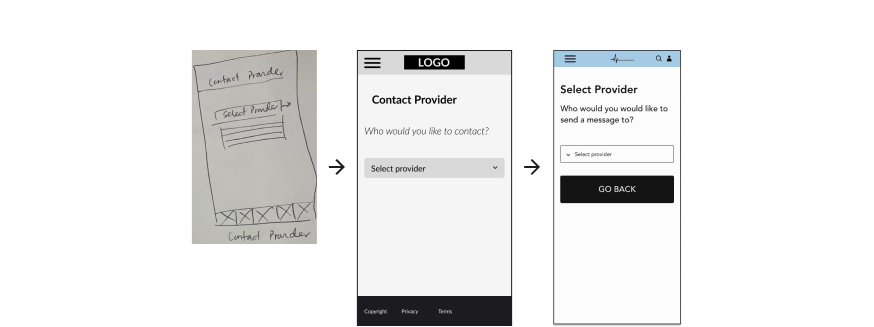 Contact Provider
Select Provider
Contact Provider
LOGO
Contact Provider
Who would you like to contact?
Select provider
Copyright Privacy Terms
Select Provider
Who would you would like to
send a message to?
Select provider
GO BACK